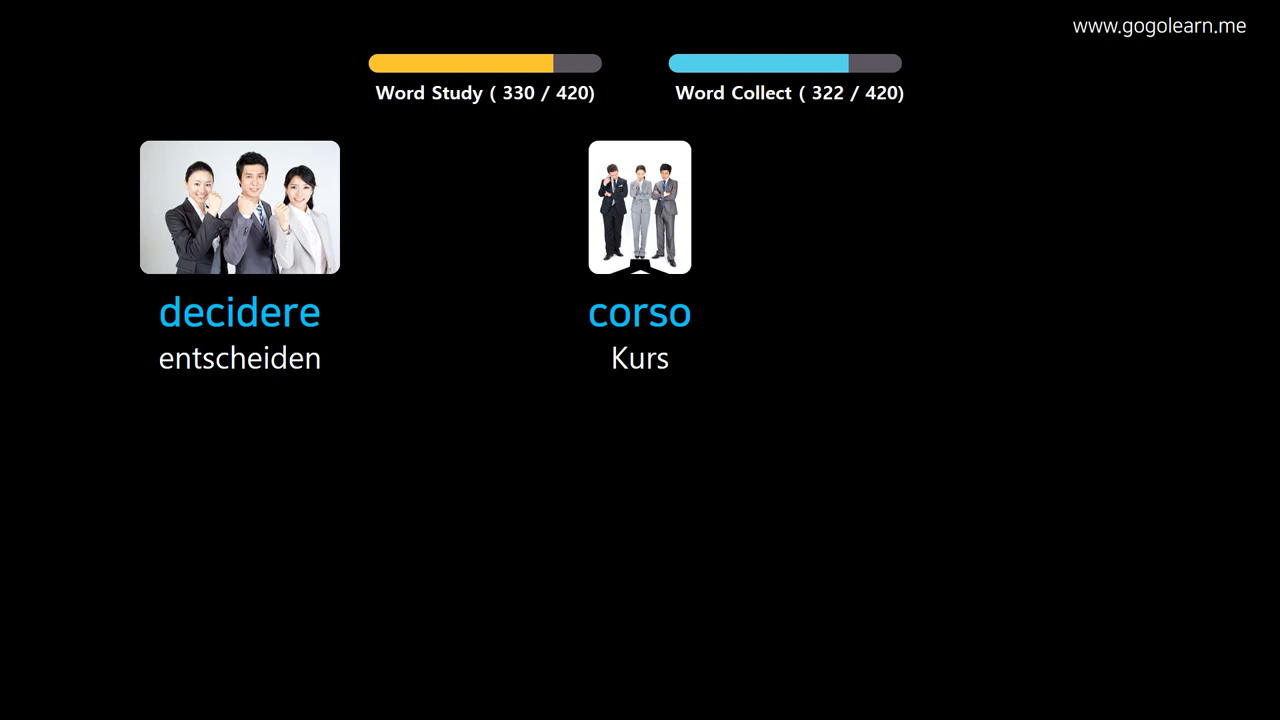 www.gogolearn.me
Word Study ( 330 / 420)
Word Collect ( 322 / 420)
decidere
entscheiden
corso
Kurs